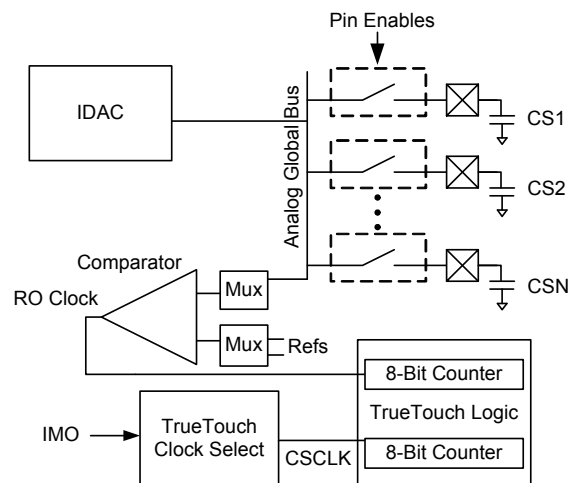 Pin Enables
IDAC
Analog Global Bus
CS1
CS2
CSN
Comparator
RO Clock
Mux
Mux
Refs
8-Bit Counter
TrueTouch Logic
8-Bit Counter
IMO
TrueTouch
Clock Select
CSCLK